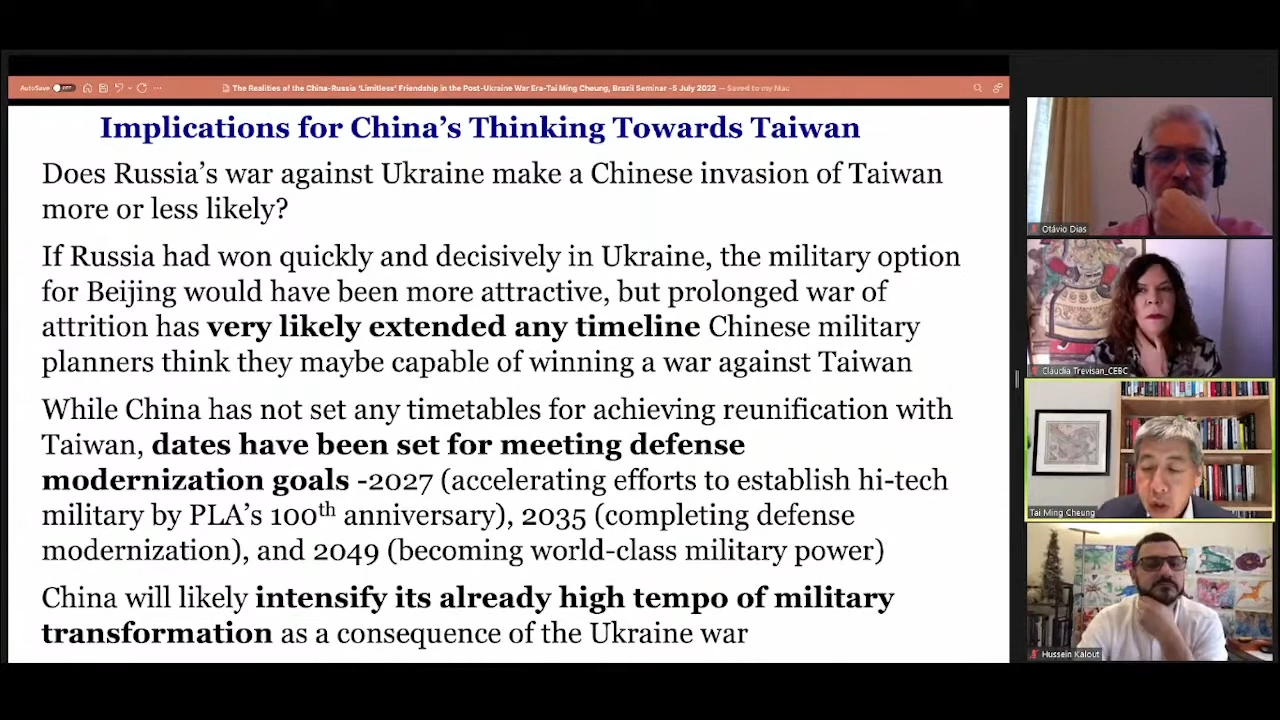 AutoSave OFF
The Realities of the China-Russia 'Limitless' Friendship in the Post-Ukraine War Era-Tai Ming Cheung, Brazil Seminar -5 July 2022 — Saved to my Mac
Implications for China's Thinking Towards Taiwan
Does Russia's war against Ukraine make a Chinese invasion of Taiwan
more or less likely?
If Russia had won quickly and decisively in Ukraine, the military option
for Beijing would have been more attractive, but prolonged war of
attrition has very likely extended any timeline Chinese military
planners think they maybe capable of winning a war against Taiwan
While China has not set any timetables for achieving reunification with
Taiwan, dates have been set for meeting defense
modernization goals -2027 (accelerating efforts to establish hi-tech
military by PLA's 100th anniversary), 2035 (completing defense
modernization), and 2049 (becoming world-class military power)
China will likely intensify its already high tempo of military
transformation as a consequence of the Ukraine war
Otávio Dias
Cláudia Trevisan_CEBC
Tai Ming Cheung
Hussein Kalout